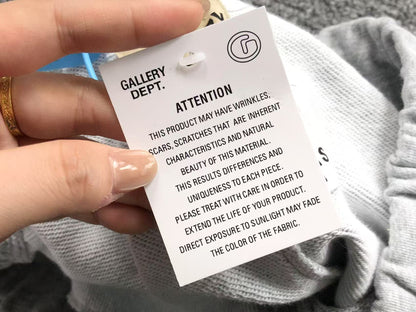 GALLERY
DEPT.
ATTENTION
THIS PRODUCT MAY HAVE WRINKLES,
SCARS, SCRATCHES THAT ARE INHERENT
CHARACTERISTICS AND NATURAL
BEAUTY OF THIS MATERIAL.
THIS RESULTS DIFFERENCES AND
UNIQUENESS TO EACH PIECE.
PLEASE TREAT WITH CARE IN ORDER TO
EXTEND THE LIFE OF YOUR PRODUCT.
DIRECT EXPOSURE TO SUNLIGHT MAY FADE
THE COLOR OF THE FABRIC.